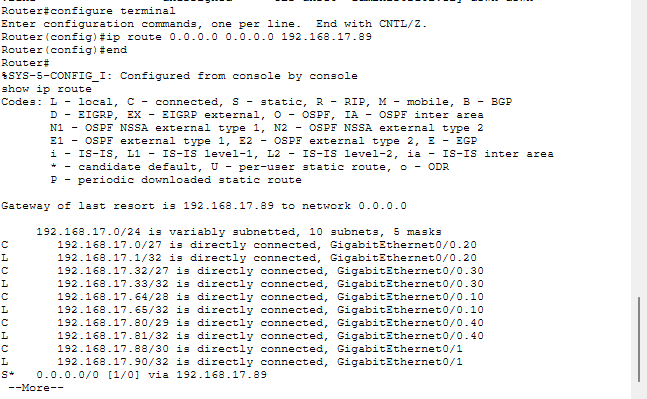 Router#configure terminal
Enter configuration commands, one per line.  End with CNTL/Z.
Router(config)#ip route 0.0.0.0 0.0.0.0 192.168.17.89
Router(config)#end
Router#
%SYS-5-CONFIG_I: Configured from console by console
show ip route
Codes: L - local, C - connected, S - static, R - RIP, M - mobile, B - BGP
       D - EIGRP, EX - EIGRP external, O - OSPF, IA - OSPF inter area
       N1 - OSPF NSSA external type 1, N2 - OSPF NSSA external type 2
       E1 - OSPF external type 1, E2 - OSPF external type 2, E - EGP
       i - IS-IS, L1 - IS-IS level-1, L2 - IS-IS level-2, ia - IS-IS inter area
       * - candidate default, U - per-user static route, o - ODR
       P - periodic downloaded static route
Gateway of last resort is 192.168.17.89 to network 0.0.0.0
     192.168.17.0/24 is variably subnetted, 10 subnets, 5 masks
C       192.168.17.0/27 is directly connected, GigabitEthernet0/0.20
L       192.168.17.1/32 is directly connected, GigabitEthernet0/0.20
C       192.168.17.32/27 is directly connected, GigabitEthernet0/0.30
L       192.168.17.33/32 is directly connected, GigabitEthernet0/0.30
C       192.168.17.64/28 is directly connected, GigabitEthernet0/0.10
L       192.168.17.65/32 is directly connected, GigabitEthernet0/0.10
C       192.168.17.80/29 is directly connected, GigabitEthernet0/0.40
L       192.168.17.81/32 is directly connected, GigabitEthernet0/0.40
C       192.168.17.88/30 is directly connected, GigabitEthernet0/1
L       192.168.17.90/32 is directly connected, GigabitEthernet0/1
S*   0.0.0.0/0 [1/0] via 192.168.17.89
 --More--